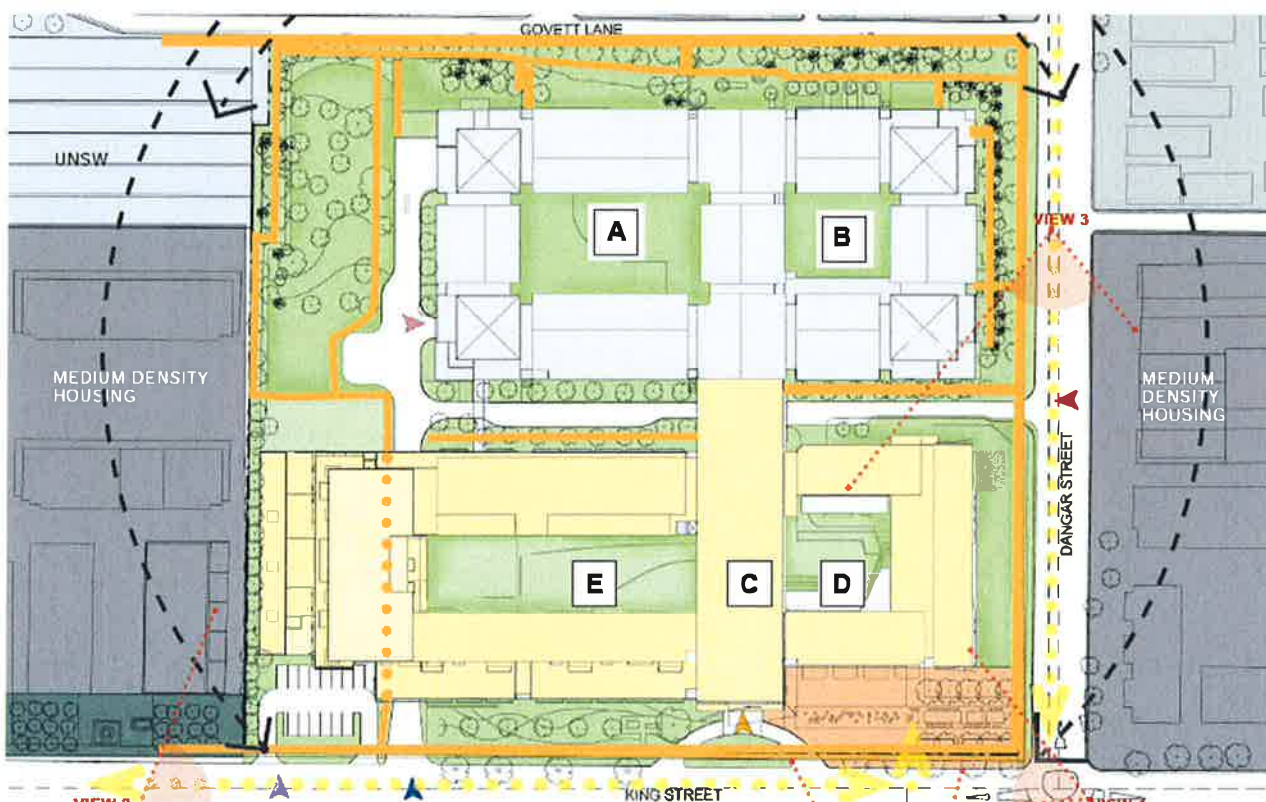 GOVETT LANE
UNSW
A
B
VIEW 3
MEDIUM DENSITY
HOUSING
MEDIUM
DENSITY
HOUSING
DANGAR STREET
E
C
D
KING STREET